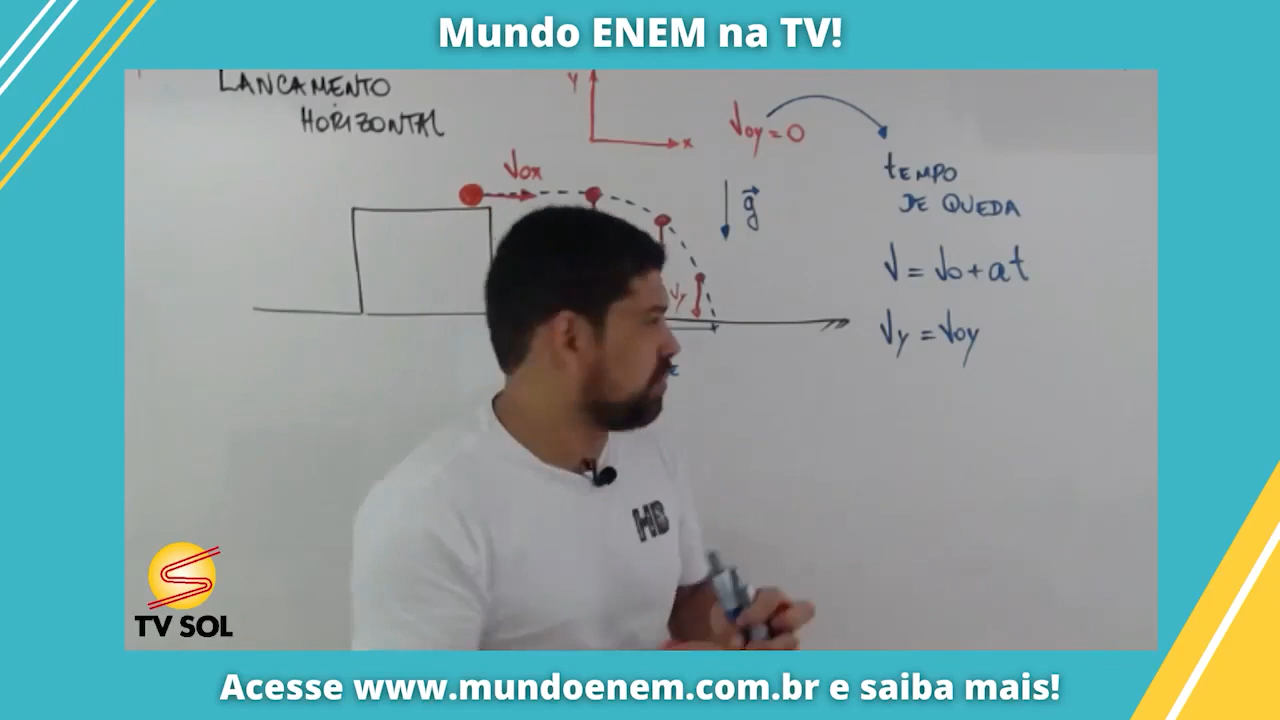 Mundo ENEM na TV!
LANÇAMENTO
HORIZONTAL
y
x
Vox
Voy = 0
g
TEMPO
DE QUEDA
V = Vo + at
Vy = Voy
Vy
HB
TV SOL
Acesse www.mundoenem.com.br e saiba mais!